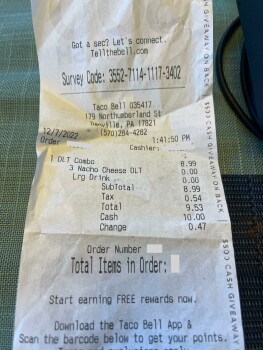 Got a sec? Let's connect.
Tellthebell.com
Survey Code: 3552-7114-1117-3402
Taco Bell 035417
179 Northumberland St
Danville, PA 17821
(570)284-4282
12/7/2022
1:41:50 PM
Order
Cashier:
1 DLT Combo 8.99
3 Nacho Cheese DLT 0.00
Lrg Drink 0.00
SubTotal 8.99
Tax 0.54
Total 9.53
Cash 10.00
Change 0.47
Order Number
Total Items in Order:
Start earning FREE rewards now.
Download the Taco Bell App &
Scan the barcode below to get your points.
$500 CASH GIVEAWAY ON BACK
$500 CASH GIVEAWAY